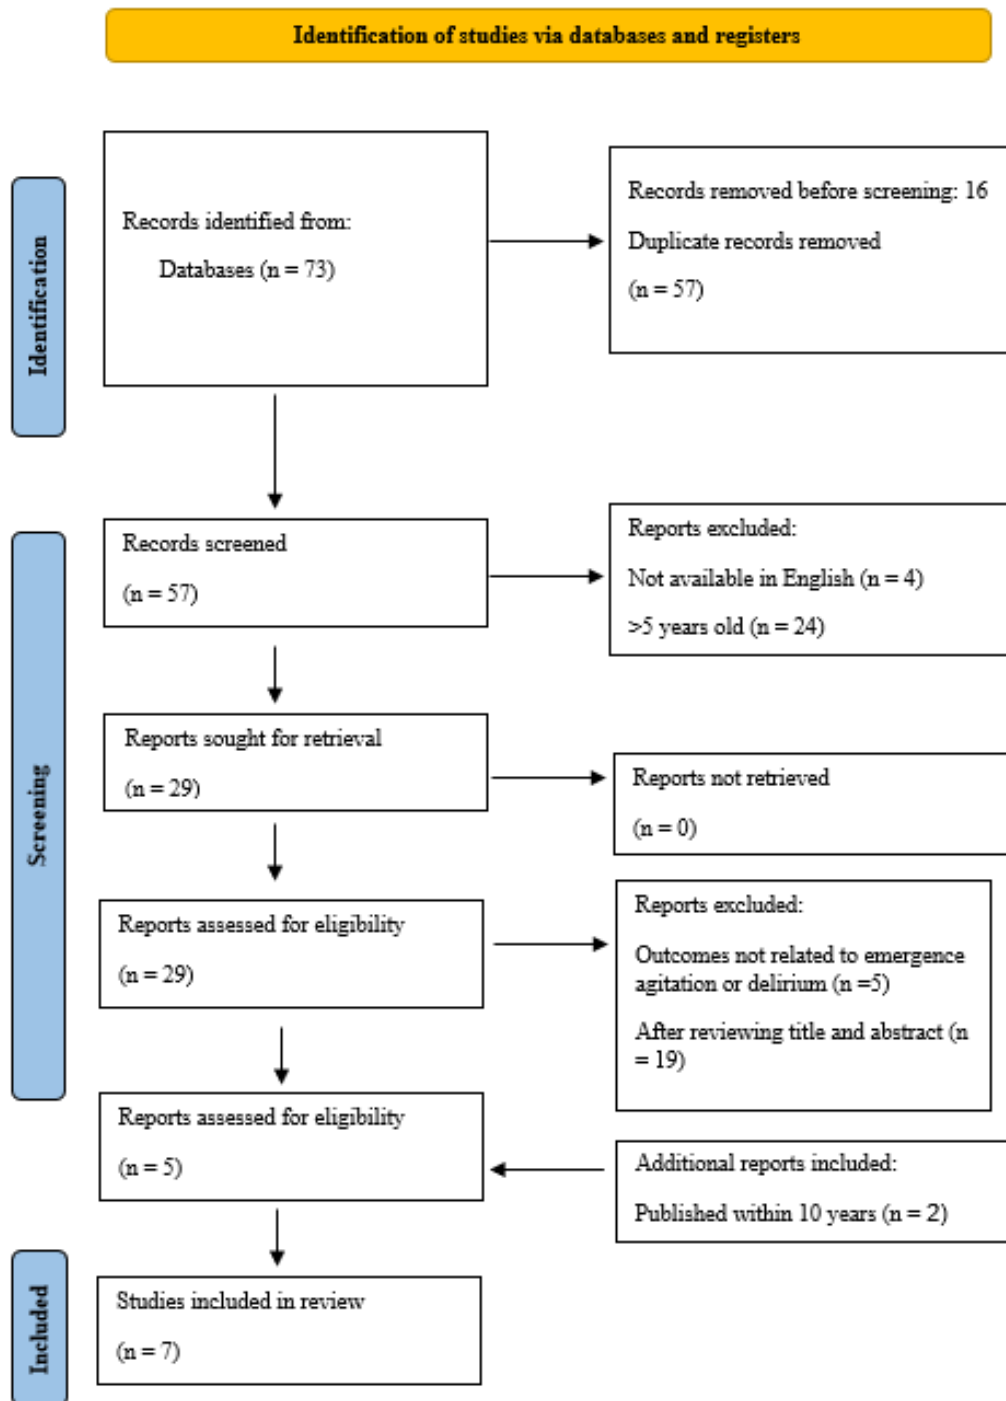 Identification of studies via databases and registers
Identification
Records identified from:
Databases (n = 73)
Records removed before screening: 16
Duplicate records removed
(n = 57)
Screening
Records screened
(n = 57)
Reports excluded:
Not available in English (n = 4)
>5 years old (n = 24)
Reports sought for retrieval
(n = 29)
Reports not retrieved
(n = 0)
Reports assessed for eligibility
(n = 29)
Reports excluded:
Outcomes not related to emergence
agitation or delirium (n =5)
After reviewing title and abstract (n
= 19)
Reports assessed for eligibility
(n = 5)
Additional reports included:
Published within 10 years (n = 2)
Included
Studies included in review
(n = 7)